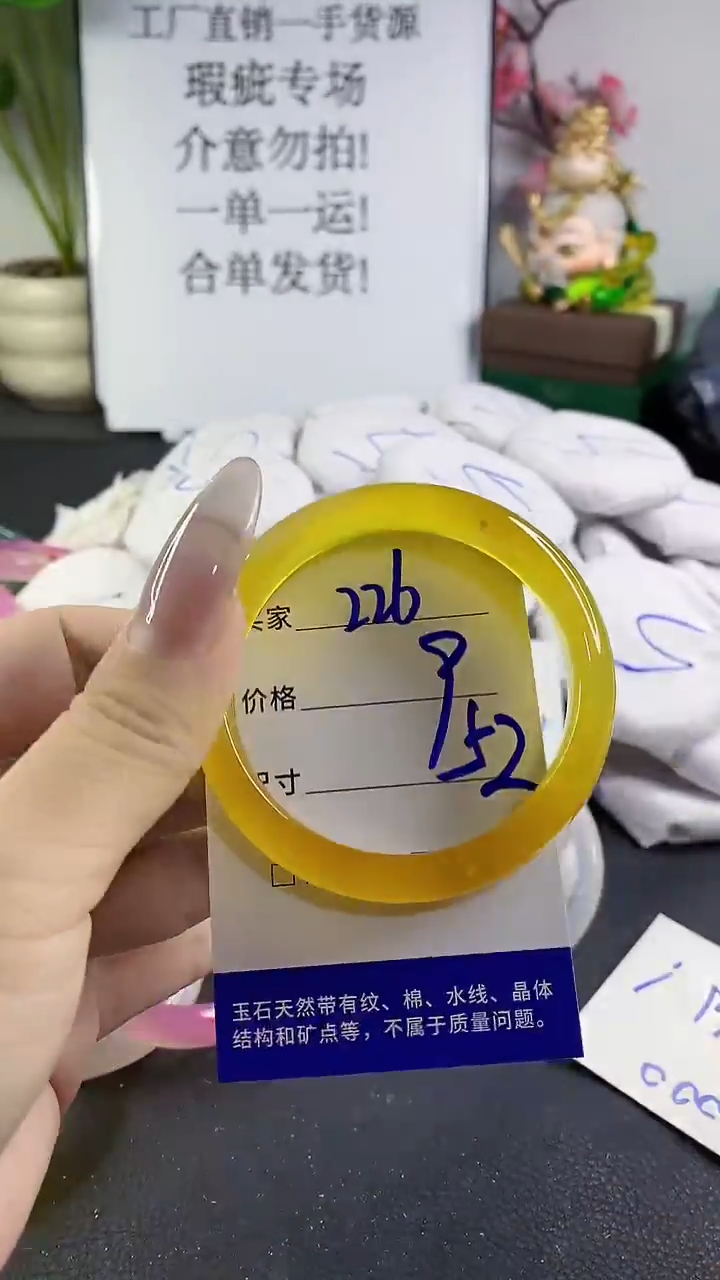 工厂直销一手货源
瑕疵专场
介意勿拍!
一单一运!
合单发货!
家 226
价格 9
寸 52
玉石天然带有纹、棉、水线、晶体
结构和矿点等，不属于质量问题。